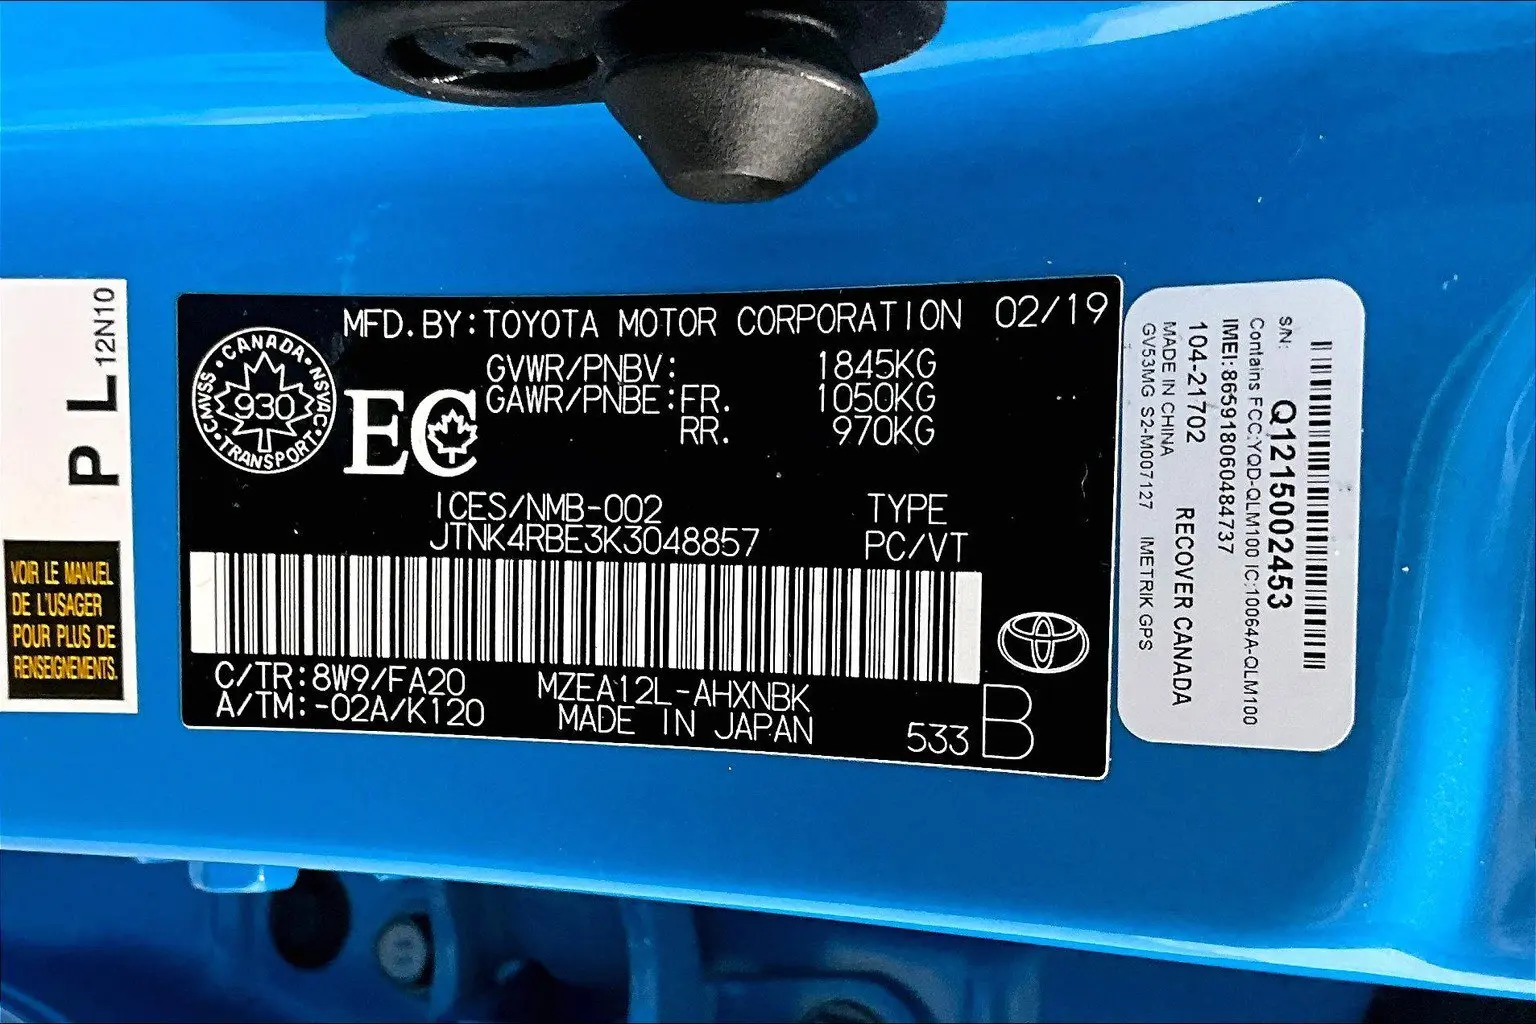 P L 12N10
VOIR LE MANUEL
DE L'USAGER
POUR PLUS DE
RENSEIGNEMENTS.
MFD.BY:TOYOTA MOTOR CORPORATION 02/19
GVWR/PNBV: 1845KG
GAWR/PNBE:FR. 1050KG
RR. 970KG
CANADA
CMVSS 930 NSVAC
TRANSPORT
EC
ICES/NMB-002 TYPE
JTNK4RBE3K3048857 PC/VT
C/TR:8W9/FA20 MZEA12L-AHXNBK
A/TM:-02A/K120 MADE IN JAPAN
533 B
S/N: Q1215002453
Contains FCC:YQD-QLM100 IC:10064A-QLM100
IMEI:865918060484737
104-21702 RECOVER CANADA
MADE IN CHINA
GV53MG S2-M007127 IMETRIK GPS